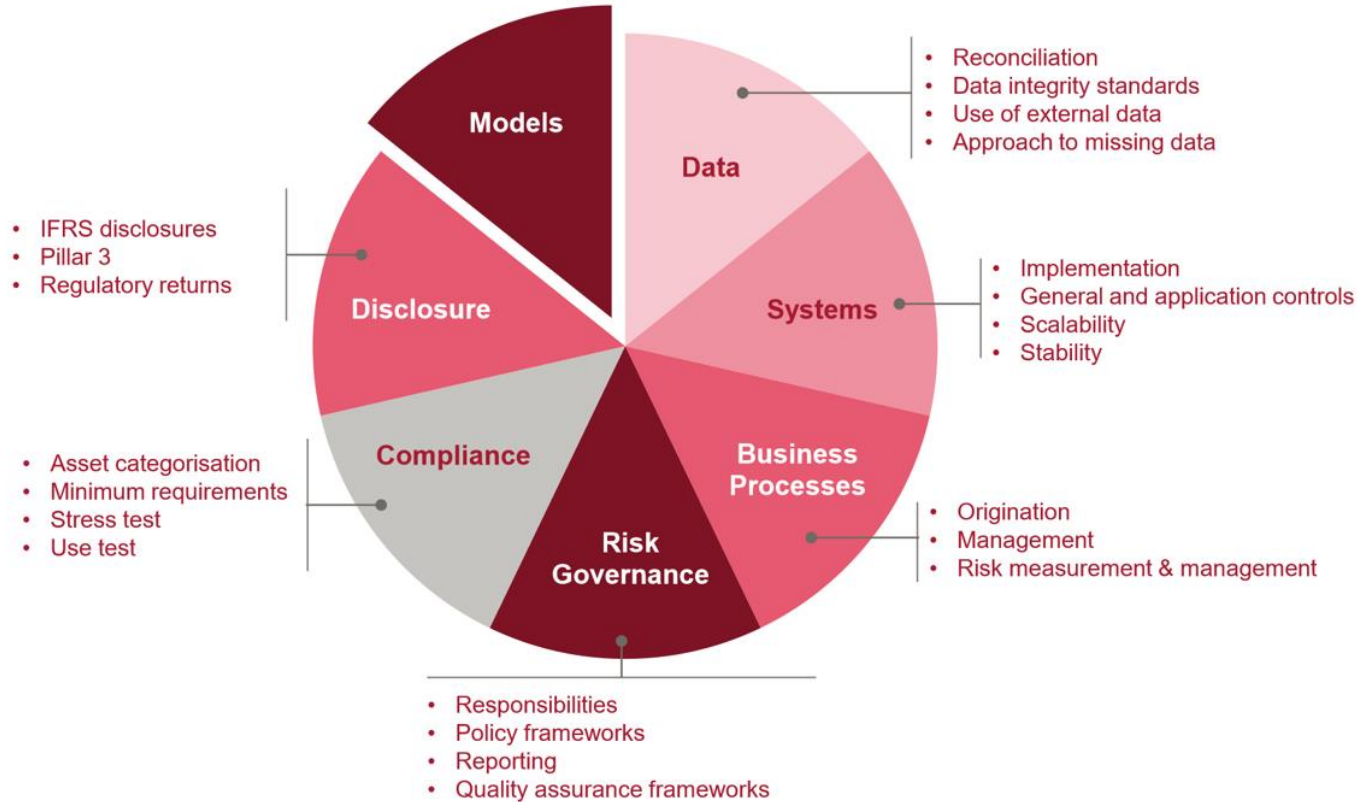 Models
Data
• Reconciliation
• Data integrity standards
• Use of external data
• Approach to missing data
Systems
• Implementation
• General and application controls
• Scalability
• Stability
Business
Processes
• Origination
• Management
• Risk measurement & management
Risk
Governance
• Responsibilities
• Policy frameworks
• Reporting
• Quality assurance frameworks
Compliance
• Asset categorisation
• Minimum requirements
• Stress test
• Use test
Disclosure
• IFRS disclosures
• Pillar 3
• Regulatory returns